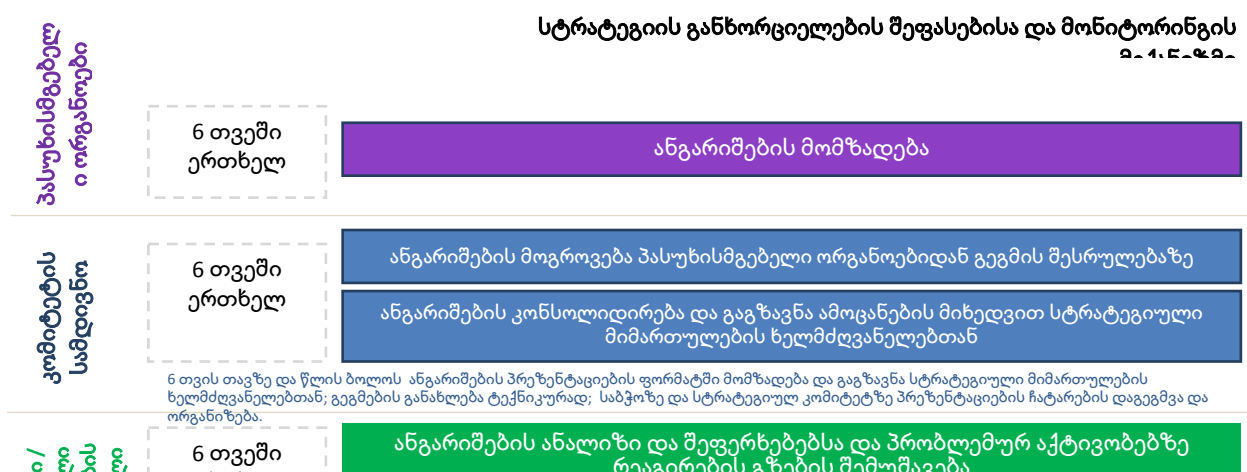 სტრატეგიის განხორციელების შეფასებისა და მონიტორინგის
პასუხისმგებელ
ი ორგანოები
6 თვეში
ერთხელ
ანგარიშების მომზადება
კომიტეტის
სამდივნო
6 თვეში
ერთხელ
ანგარიშების მოგროვება პასუხისმგებელი ორგანოებიდან გეგმის შესრულებაზე
ანგარიშების კონსოლიდირება და გაგზავნა ამოცანების მიხედვით სტრატეგიული
მიმართულების ხელმძღვანელებთან
6 თვის თავზე და წლის ბოლოს ანგარიშების პრეზენტაციების ფორმატში მომზადება და გაგზავნა სტრატეგიული მიმართულების
ხელმძღვანელებთან; გეგმების განახლება ტექნიკურად; საბჭოზე და სტრატეგიულ კომიტეტზე პრეზენტაციების ჩატარების დაგეგმვა და
ორგანიზება.
6 თვეში
ანგარიშების ანალიზი და შეფერხებებსა და პრობლემურ აქტივობებზე
რეაგირების გზების შემუშავება